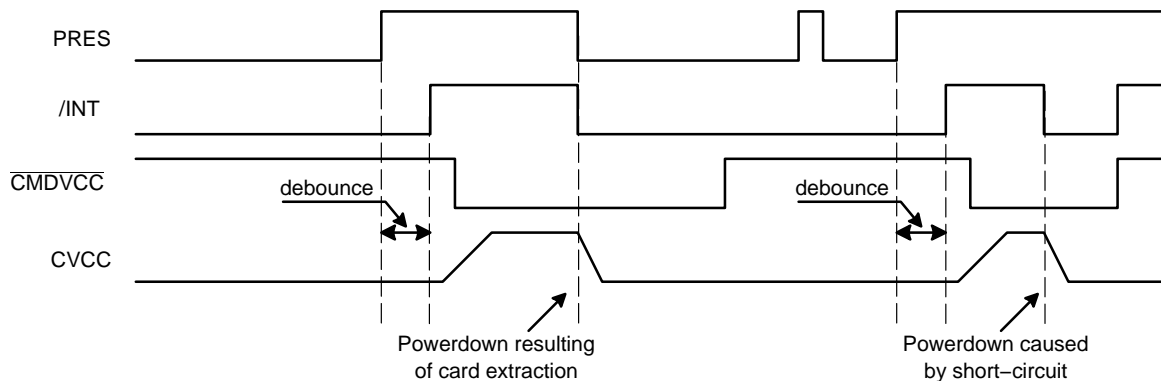 PRES
/INT
CMDVCC
debounce
debounce
CVCC
Powerdown resulting
of card extraction
Powerdown caused
by short−circuit